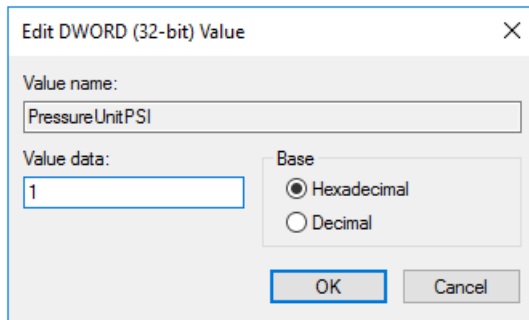 Edit DWORD (32-bit) Value
Value name:
PressureUnitPSI
Value data:
1
Base
Hexadecimal
Decimal
OK
Cancel